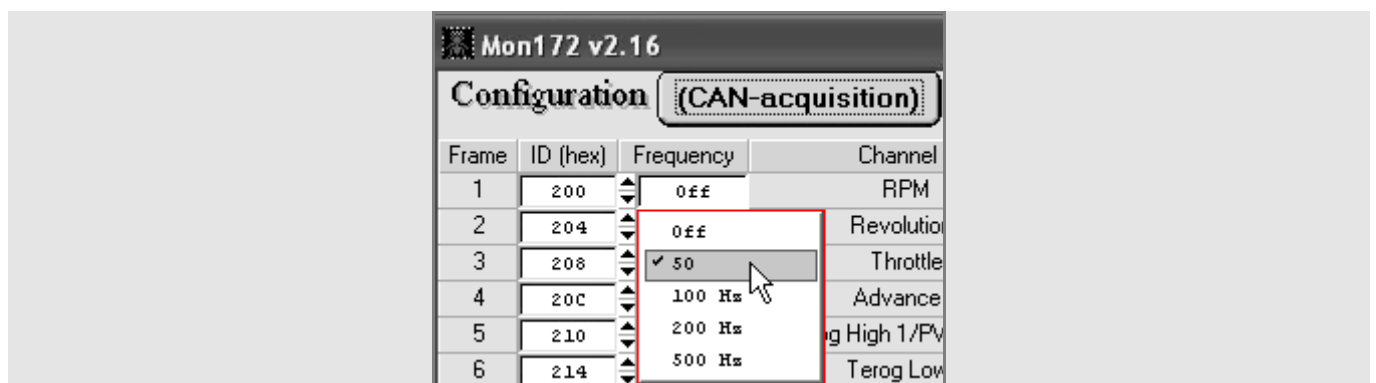 Mon172 v2.16
Configuration (CAN-acquisition)
Frame ID (hex) Frequency Channel
1 200 Off RPM
2 204 Off Revolutio
3 208 ✔ 50 Throttle
4 20C 100 Hz Advance
5 210 200 Hz g High 1/PV
6 214 500 Hz Terog Low